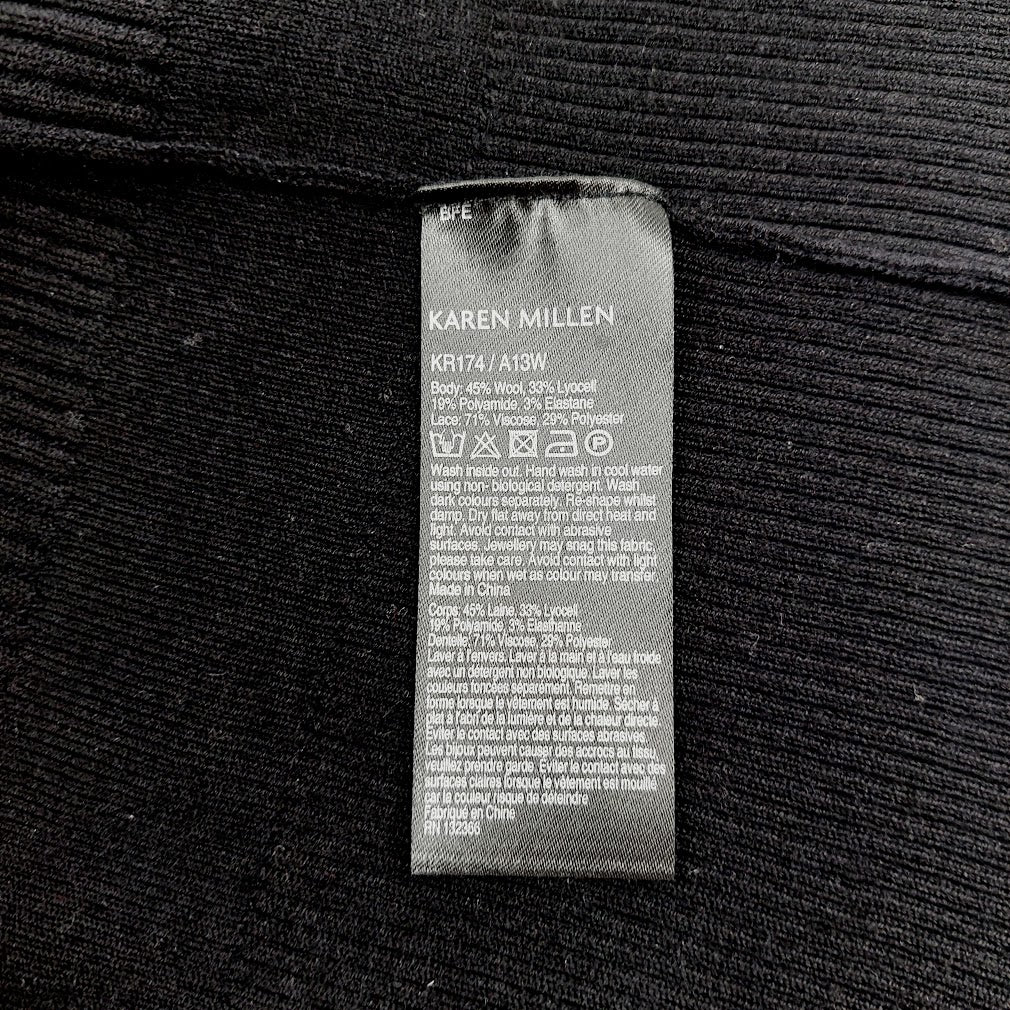 BFE
KAREN MILLEN
KR174 / A13W
Body: 45% Wool, 33% Lyocell
19% Polyamide, 3% Elastane
Lace: 71% Viscose, 29% Polyester
P
Wash inside out. Hand wash in cool water
using non- biological detergent. Wash
dark colours separately. Re-shape whilst
damp. Dry flat away from direct heat and
light. Avoid contact with abrasive
surfaces. Jewellery may snag this fabric,
please take care. Avoid contact with light
colours when wet as colour may transfer.
Made in China
Corps: 45% Laine, 33% Lyocell
19% Polyamide, 3% Elasthanne
Dentelle: 71% Viscose, 29% Polyester
Laver à l'envers. Laver à la main et à l'eau froide
avec un détergent non biologique. Laver les
couleurs foncées séparément. Remettre en
forme lorsque le vêtement est humide. Sécher à
plat à l'abri de la lumière et de la chaleur directe.
Eviter le contact avec des surfaces abrasives.
Les bijoux peuvent causer des accrocs au tissu,
veuillez prendre garde. Eviter le contact avec des
surfaces claires lorsque le vêtement est mouillé
car la couleur risque de déteindre
Fabriqué en Chine
RN 132366